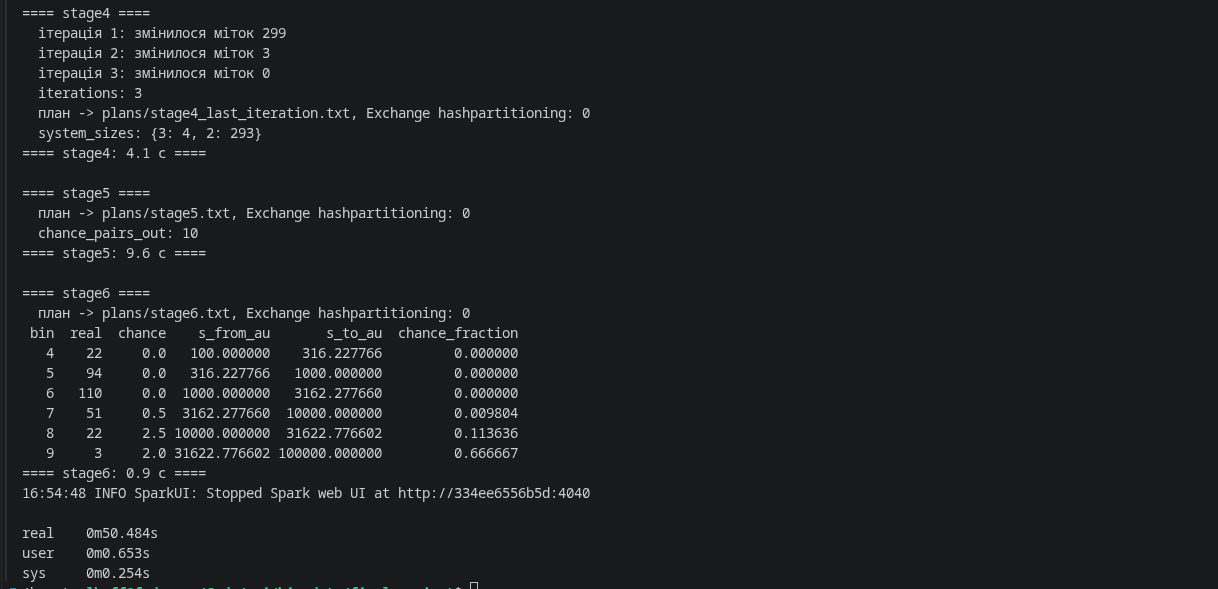 ==== stage4 ====
ітерація 1: змінилося міток 299
ітерація 2: змінилося міток 3
ітерація 3: змінилося міток 0
iterations: 3
план -> plans/stage4_last_iteration.txt, Exchange hashpartitioning: 0
system_sizes: {3: 4, 2: 293}
==== stage4: 4.1 с ====
==== stage5 ====
план -> plans/stage5.txt, Exchange hashpartitioning: 0
chance_pairs_out: 10
==== stage5: 9.6 с ====
==== stage6 ====
план -> plans/stage6.txt, Exchange hashpartitioning: 0
bin real chance s_from_au s_to_au chance_fraction
4 22 0.0 100.000000 316.227766 0.000000
5 94 0.0 316.227766 1000.000000 0.000000
6 110 0.0 1000.000000 3162.277660 0.000000
7 51 0.5 3162.277660 10000.000000 0.009804
8 22 2.5 10000.000000 31622.776602 0.113636
9 3 2.0 31622.776602 100000.000000 0.666667
==== stage6: 0.9 с ====
16:54:48 INFO SparkUI: Stopped Spark web UI at http://334ee6556b5d:4040
real 0m50.484s
user 0m0.653s
sys 0m0.254s